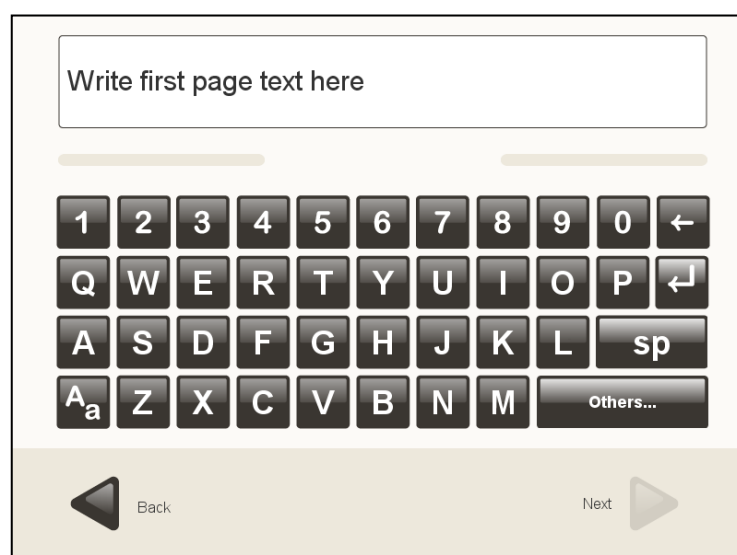 Write first page text here
1 2 3 4 5 6 7 8 9 0 ←
Q W E R T Y U I O P ↵
A S D F G H J K L sp
Aa Z X C V B N M Others...
Back Next